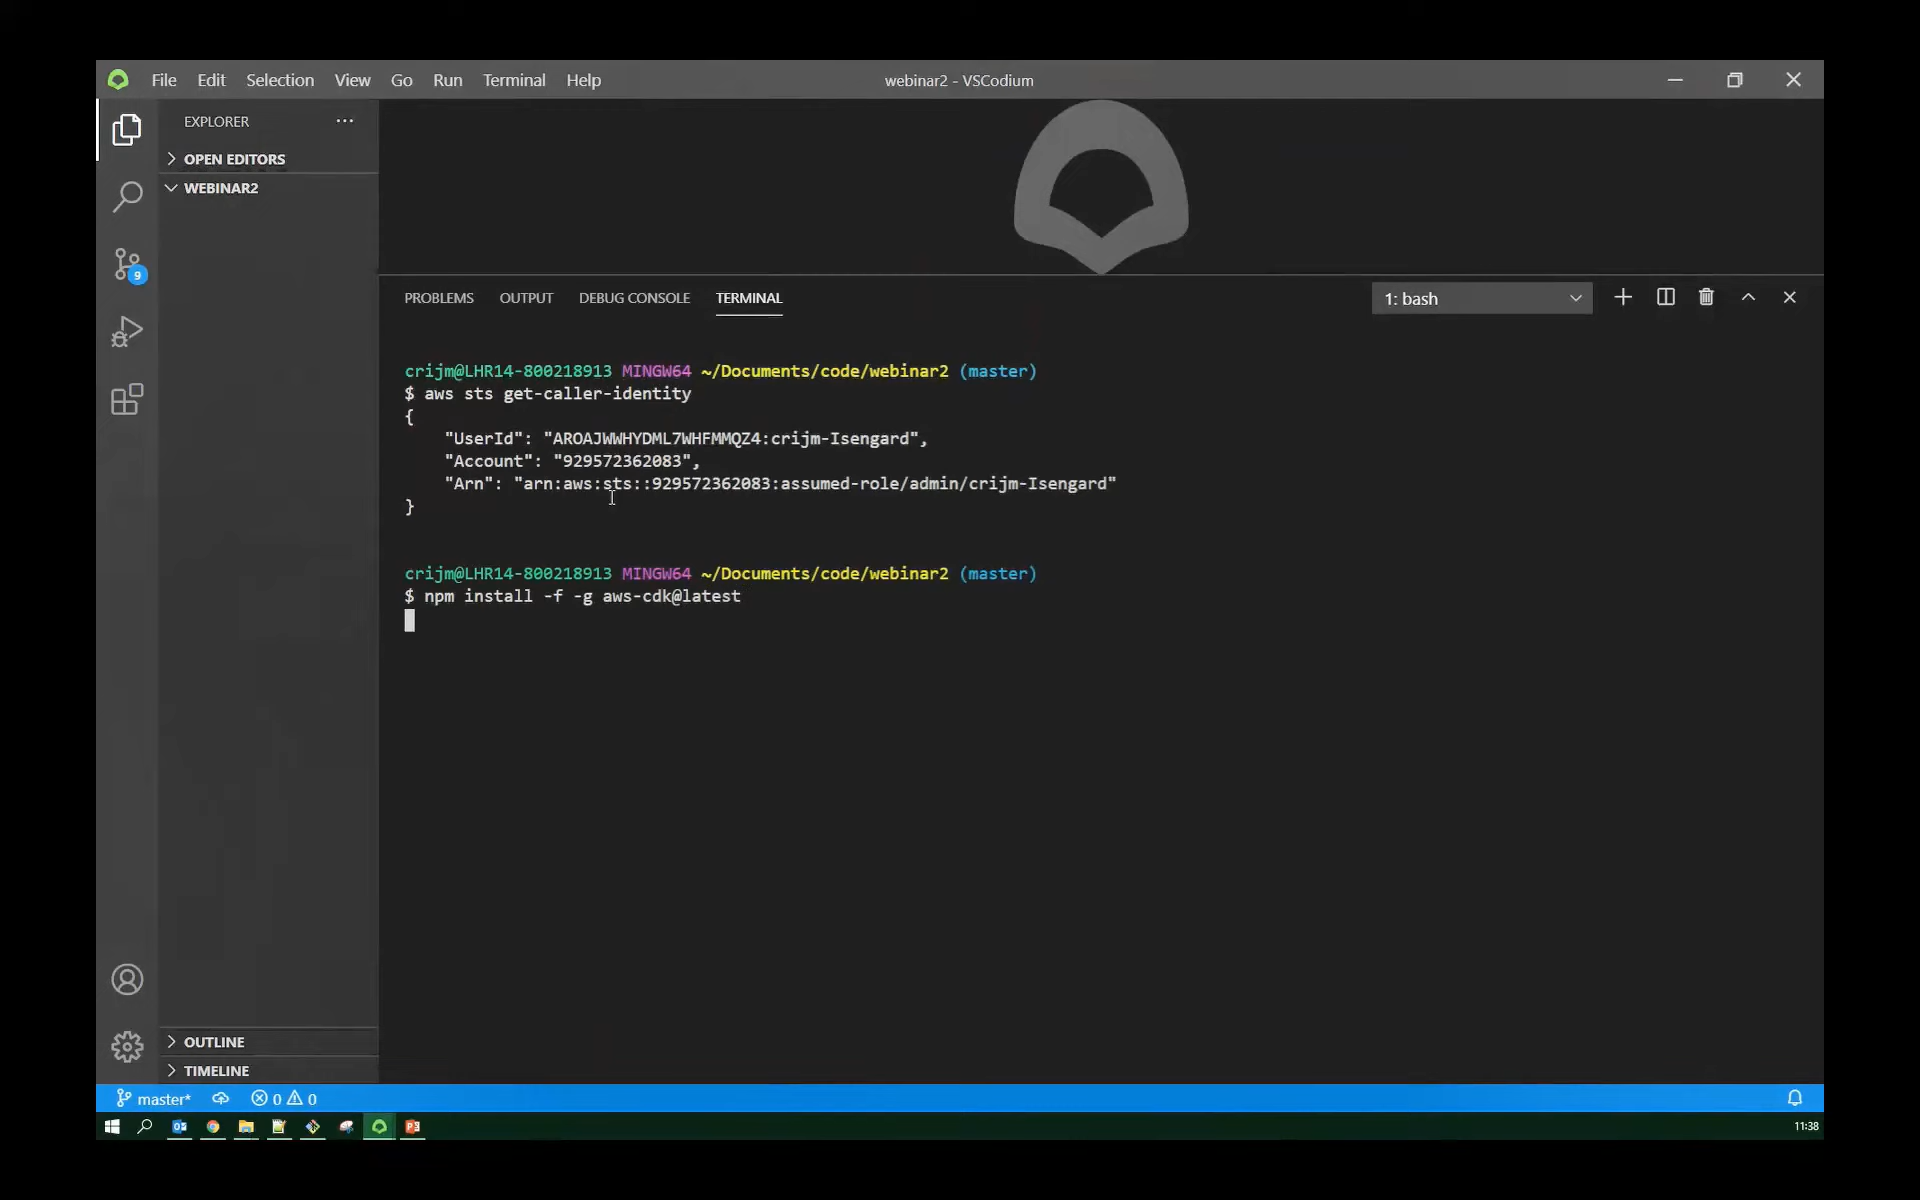 File Edit Selection View Go Run Terminal Help webinar2 - VSCodium
EXPLORER
OPEN EDITORS
WEBINAR2
9
PROBLEMS OUTPUT DEBUG CONSOLE TERMINAL 1: bash
crijm@LHR14-800218913 MINGW64 ~/Documents/code/webinar2 (master)
$ aws sts get-caller-identity
{
"UserId": "AROAJWWHYDML7WHFMMQZ4:crijm-Isengard",
"Account": "929572362083",
"Arn": "arn:aws:sts::929572362083:assumed-role/admin/crijm-Isengard"
}
crijm@LHR14-800218913 MINGW64 ~/Documents/code/webinar2 (master)
$ npm install -f -g aws-cdk@latest
OUTLINE
TIMELINE
master* 0 0
11:38